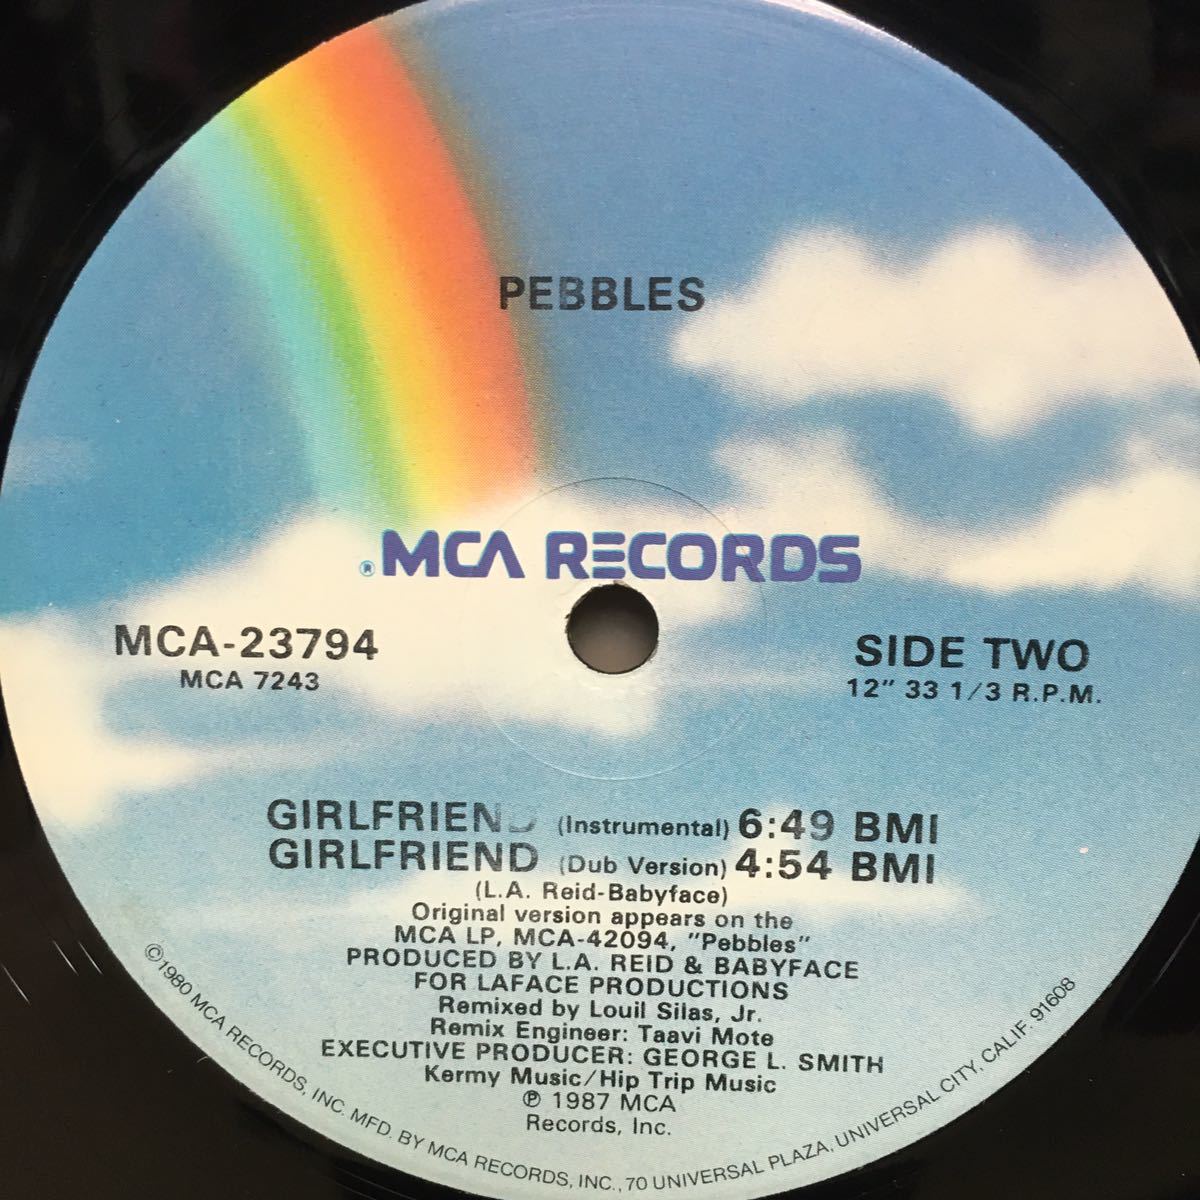 PEBBLES
® MCA RECORDS
MCA-23794
MCA 7243
SIDE TWO
12" 33 1/3 R.P.M.
GIRLFRIEND (Instrumental) 6:49 BMI
GIRLFRIEND (Dub Version) 4:54 BMI
(L.A. Reid-Babyface)
Original version appears on the
MCA LP, MCA-42094, "Pebbles"
PRODUCED BY L.A. REID & BABYFACE
FOR LAFACE PRODUCTIONS
Remixed by Louil Silas, Jr.
Remix Engineer: Taavi Mote
EXECUTIVE PRODUCER: GEORGE L. SMITH
Kermy Music/Hip Trip Music
℗ 1987 MCA
Records, Inc.
©1980 MCA RECORDS, INC. MFD. BY MCA RECORDS, INC., 70 UNIVERSAL PLAZA, UNIVERSAL CITY, CALIF. 91608